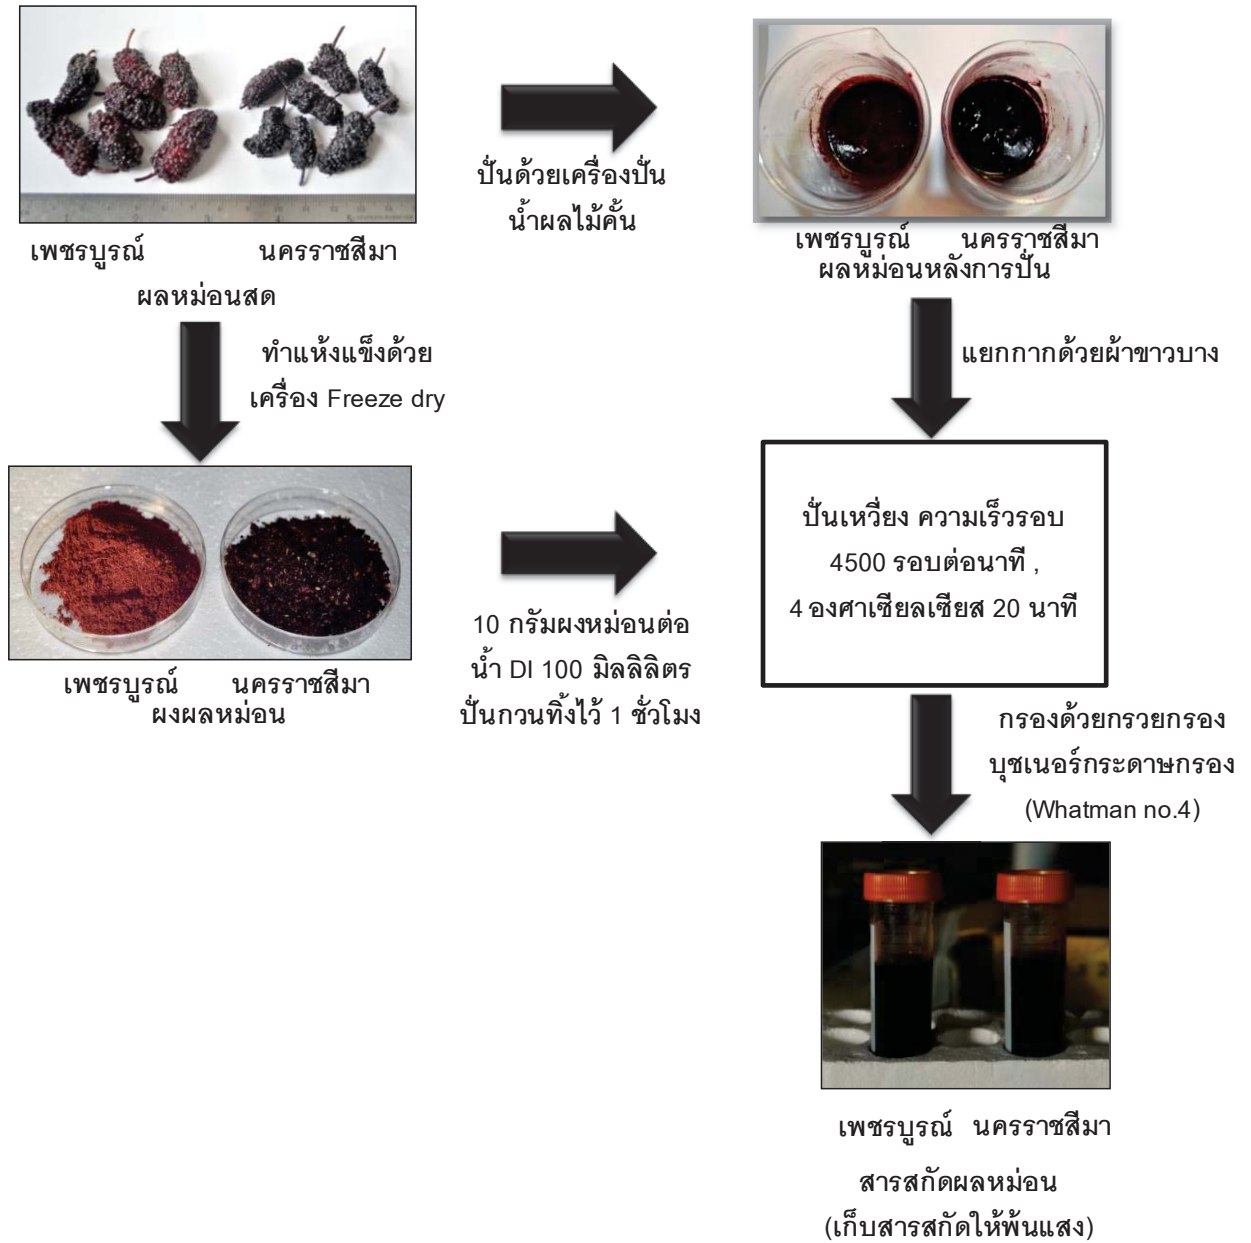 ปั่นด้วยเครื่องปั่น
น้ำผลไม้คั้น
เพชรบูรณ์ นครราชสีมา
ผลหม่อนสด
เพชรบูรณ์ นครราชสีมา
ผลหม่อนหลังการปั่น
ทำแห้งแข็งด้วย
เครื่อง Freeze dry
แยกกากด้วยผ้าขาวบาง
ปั่นเหวี่ยง ความเร็วรอบ
4500 รอบต่อนาที ,
4 องศาเซียลเซียส 20 นาที
10 กรัมผงหม่อนต่อ
น้ำ DI 100 มิลลิลิตร
ปั่นกวนทิ้งไว้ 1 ชั่วโมง
เพชรบูรณ์ นครราชสีมา
ผงผลหม่อน
กรองด้วยกรวยกรอง
บุชเนอร์กระดาษกรอง
(Whatman no.4)
เพชรบูรณ์ นครราชสีมา
สารสกัดผลหม่อน
(เก็บสารสกัดให้พ้นแสง)